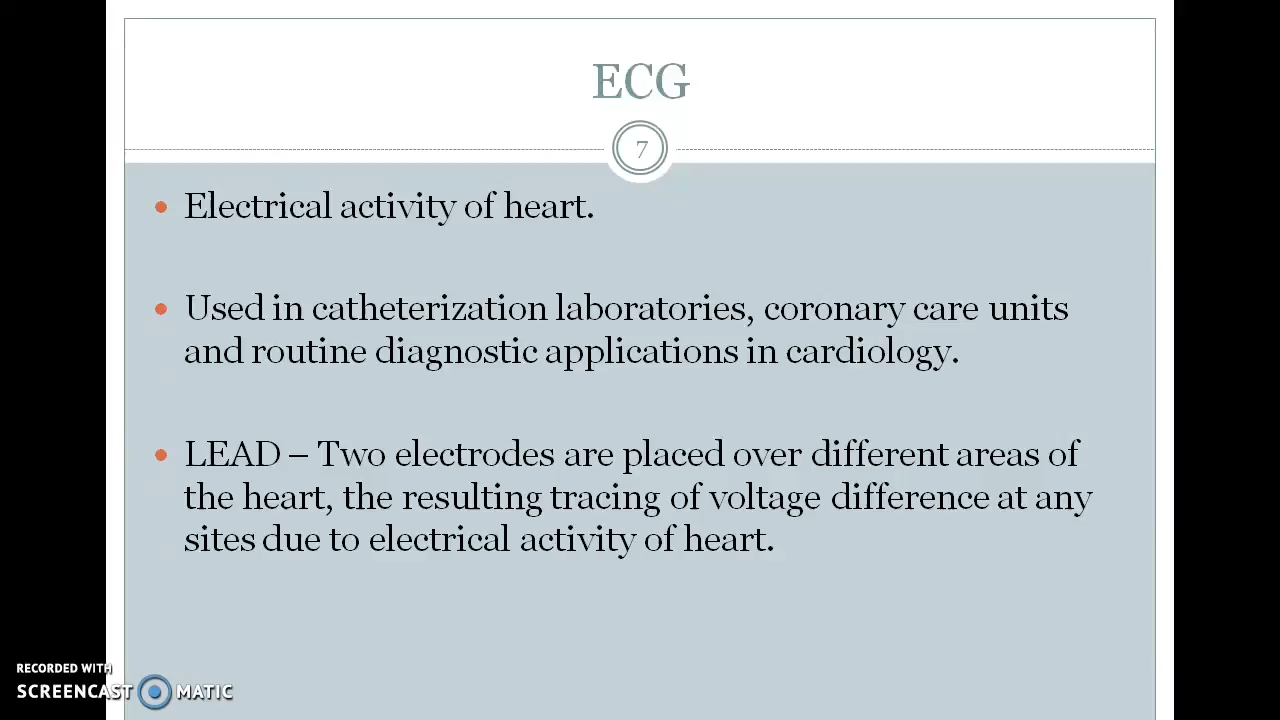 ECG
7
• Electrical activity of heart.
• Used in catheterization laboratories, coronary care units
and routine diagnostic applications in cardiology.
• LEAD – Two electrodes are placed over different areas of
the heart, the resulting tracing of voltage difference at any
sites due to electrical activity of heart.
RECORDED WITH
SCREENCAST MATIC